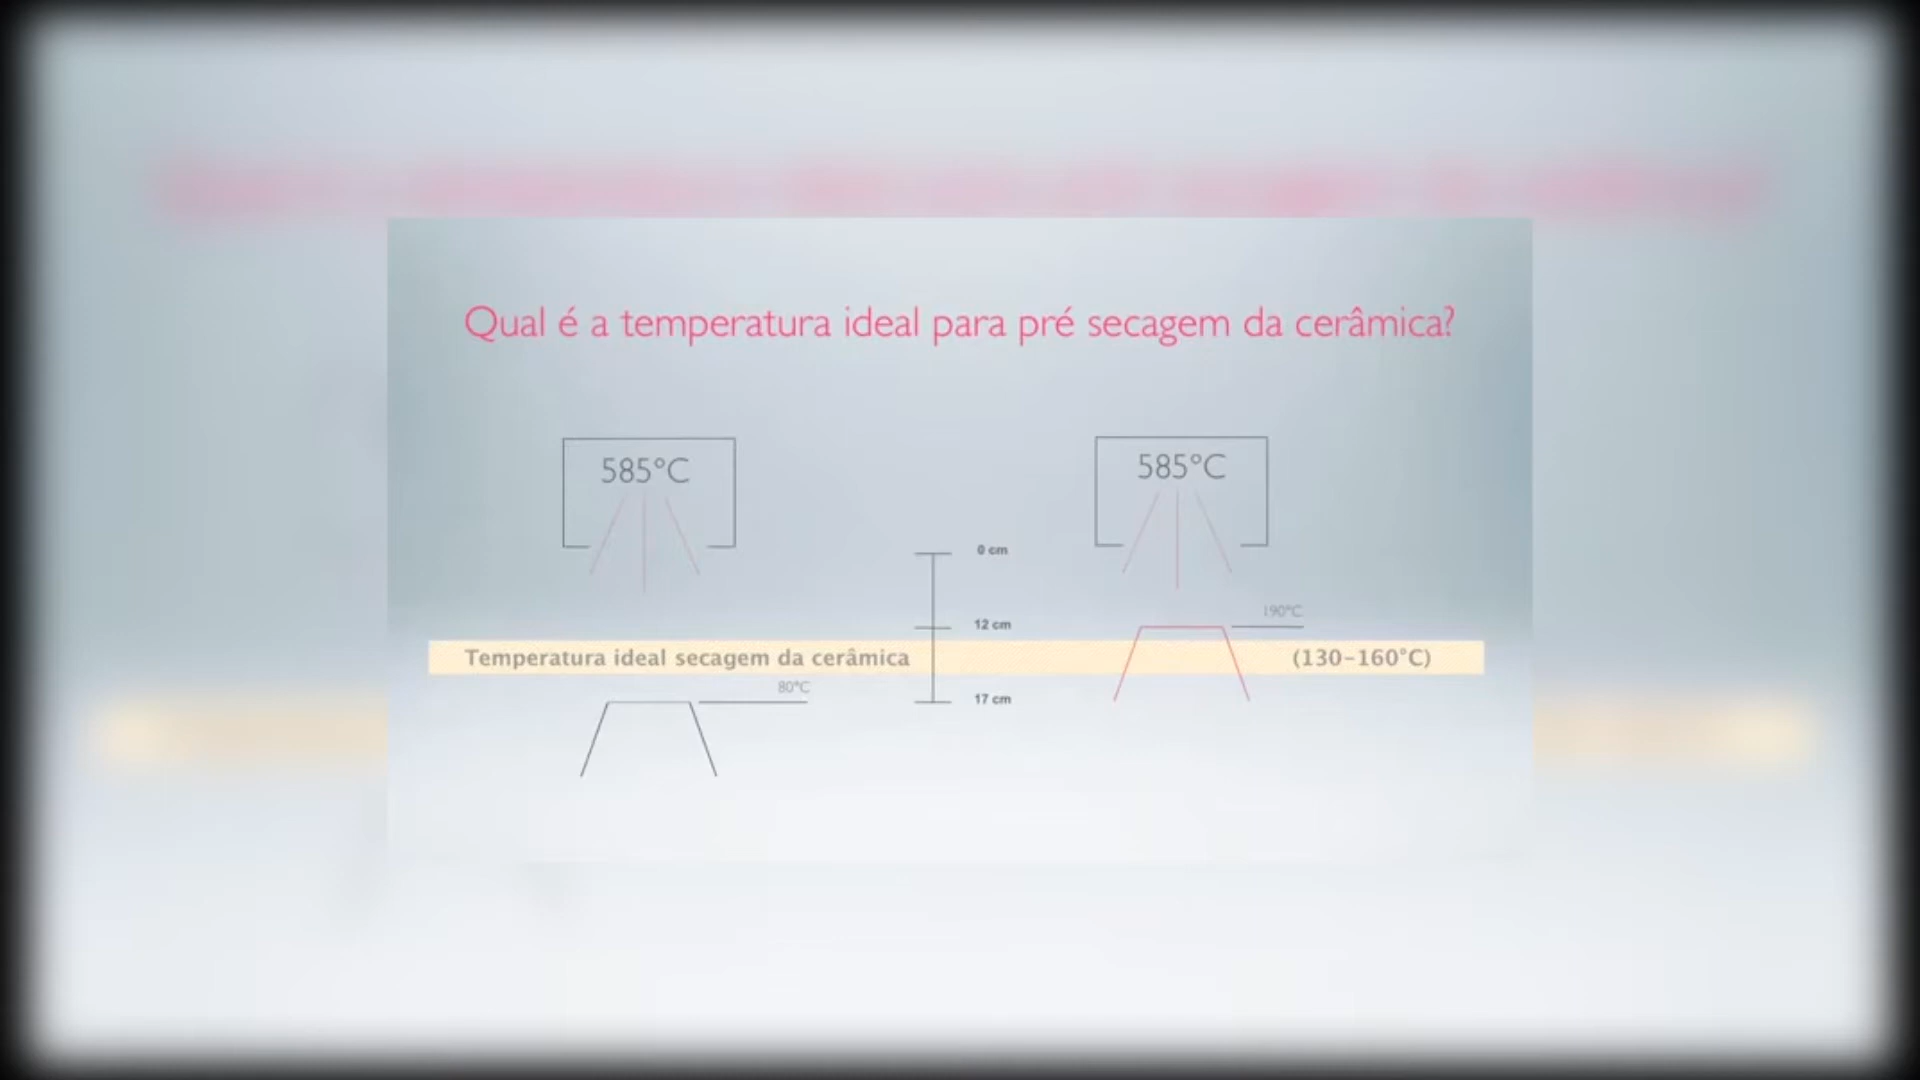 Qual é a temperatura ideal para pré secagem da cerâmica?
585°C
585°C
0 cm
190°C
12 cm
Temperatura ideal secagem da cerâmica
(130-160°C)
80°C
17 cm